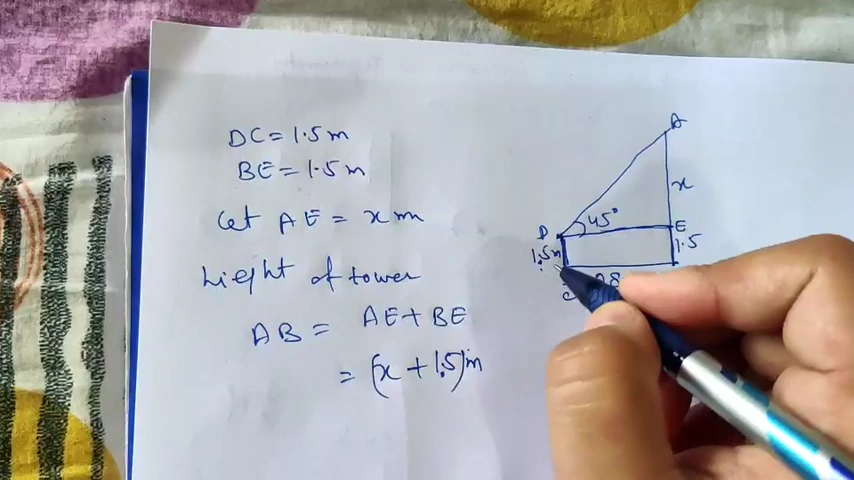 DC = 1.5 m
BE = 1.5 m
Let AE = x m
height of tower
AB = AE + BE
= (x + 1.5) m
A
x
45°
D
E
1.5m
1.5